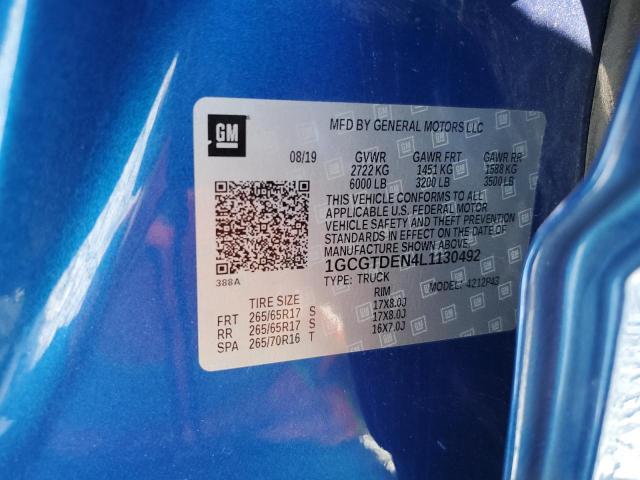 GM
MFD BY GENERAL MOTORS LLC
08/19 GVWR GAWR FRT GAWR RR
2722 KG 1451 KG 1588 KG
6000 LB 3200 LB 3500 LB
THIS VEHICLE CONFORMS TO ALL
APPLICABLE U.S. FEDERAL MOTOR
VEHICLE SAFETY AND THEFT PREVENTION
STANDARDS IN EFFECT ON THE DATE OF
MANUFACTURE SHOWN ABOVE.
1GCGTDEN4L1130492
388A
TYPE: TRUCK MODEL: 4212P43
TIRE SIZE RIM
FRT 265/65R17 S 17X8.0J
RR 265/65R17 S 17X8.0J
SPA 265/70R16 T 16X7.0J